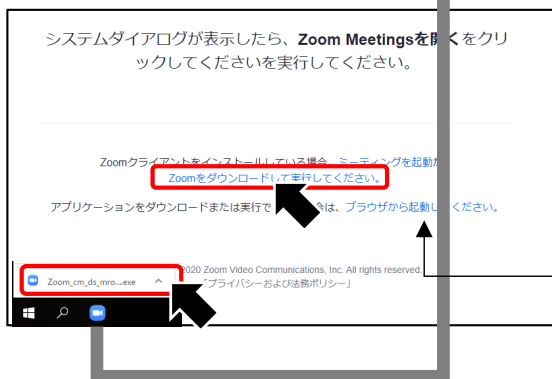 システムダイアログが表示したら、Zoom Meetingsを開くをクリ
ックしてくださいを実行してください。
Zoomクライアントをインストールしている場合、ミーティングを起動
Zoomをダウンロードして実行してください。
アプリケーションをダウンロードまたは実行で 合は、ブラウザから起動し ください。
2020 Zoom Video Communications, Inc. All rights reserved.
「プライバシーおよび法務ポリシー」
Zoom_cm_ds_mro....exe